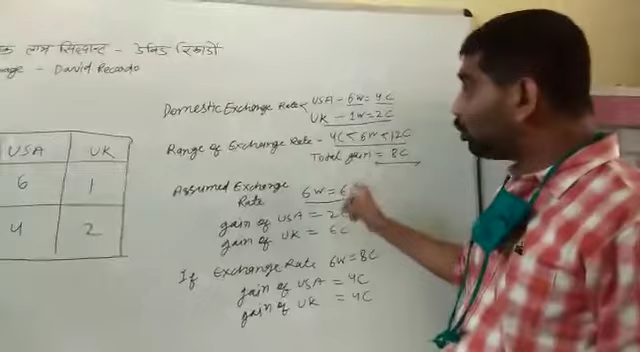 लाभ सिद्धान्त - डेविड रिकार्डो
- David Recardo
Domestic Exchange Rate < USA - 6W = 4C
UK - 1W = 2C
Range of Exchange Rate - 4C < 6W < 12C
Total gain = 8C
USA UK
6 1
4 2
Assumed Exchange Rate 6W = 6
gain of USA = 2C
gain of UK = 6C
If Exchange Rate 6W = 8C
gain of USA = 4C
gain of UK = 4C